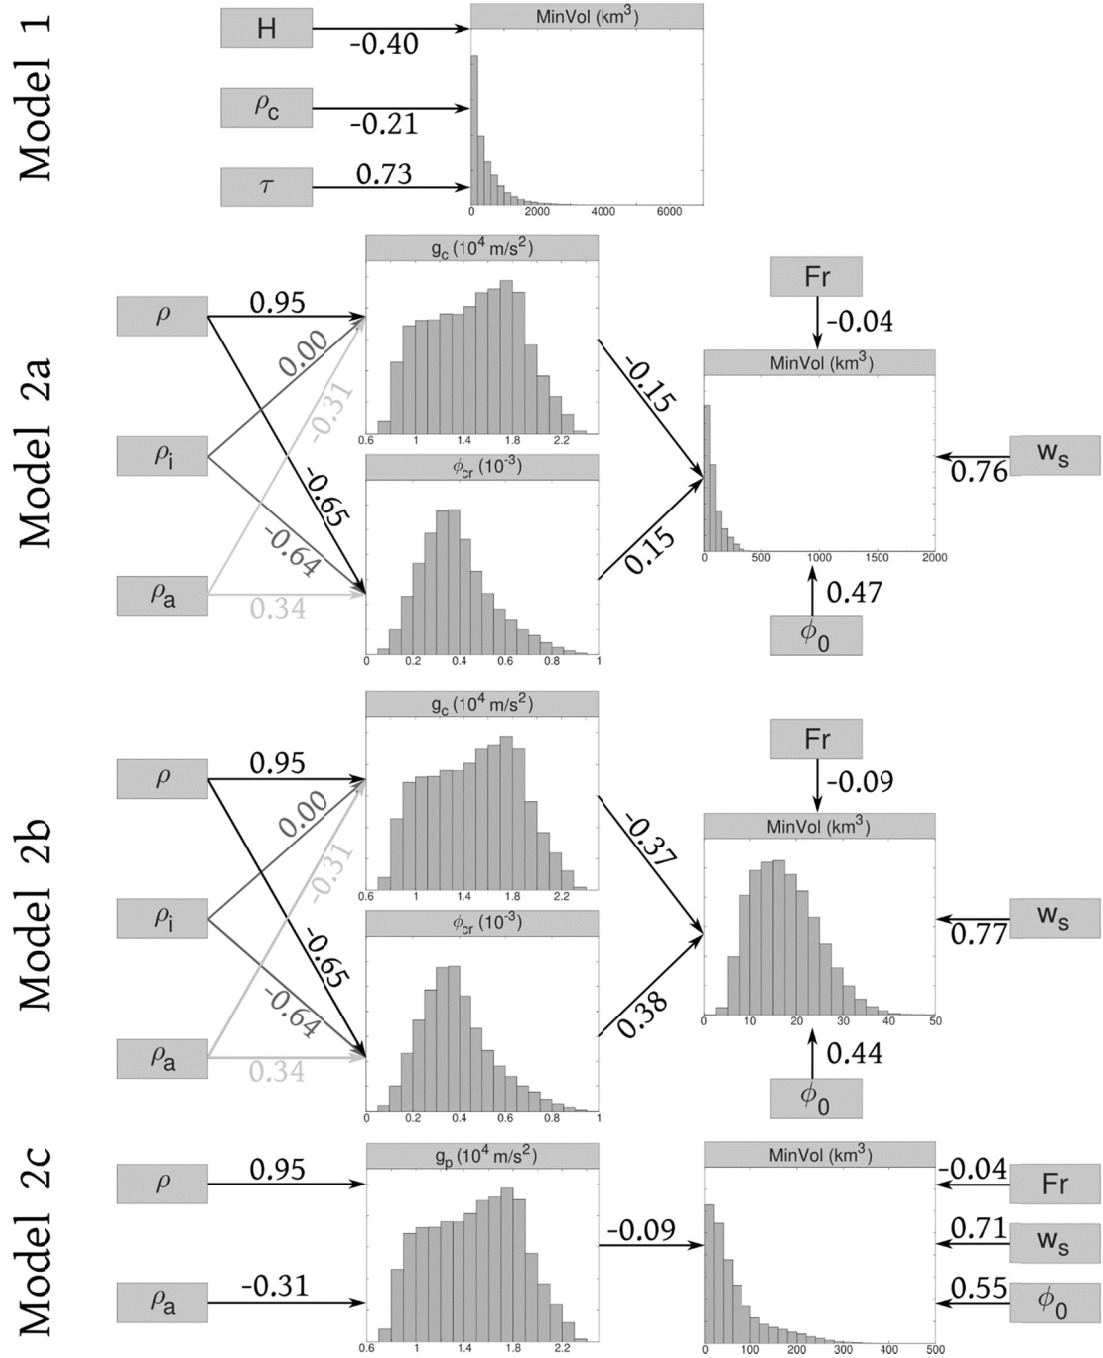 Model 1
H
-0.40
ρc
-0.21
τ
0.73
MinVol (km³)
0 2000 4000 6000
Model 2a
ρ
0.95
ρi
0.00
-0.31
ρa
-0.65
-0.64
0.34
gc (10⁴ m/s²)
0.6 1 1.4 1.8 2.2
ϕcr (10⁻³)
0 0.2 0.4 0.6 0.8 1
-0.15
0.15
Fr
-0.04
MinVol (km³)
0 500 1000 1500 2000
0.76
ws
0.47
ϕ0
Model 2b
ρ
0.95
ρi
0.00
-0.31
ρa
-0.65
-0.64
0.34
gc (10⁴ m/s²)
0.6 1 1.4 1.8 2.2
ϕcr (10⁻³)
0 0.2 0.4 0.6 0.8 1
-0.37
0.38
Fr
-0.09
MinVol (km³)
0 10 20 30 40 50
0.77
ws
0.44
ϕ0
Model 2c
ρ
0.95
ρa
-0.31
gp (10⁴ m/s²)
0.6 1 1.4 1.8 2.2
-0.09
MinVol (km³)
0 100 200 300 400 500
-0.04
Fr
0.71
ws
0.55
ϕ0